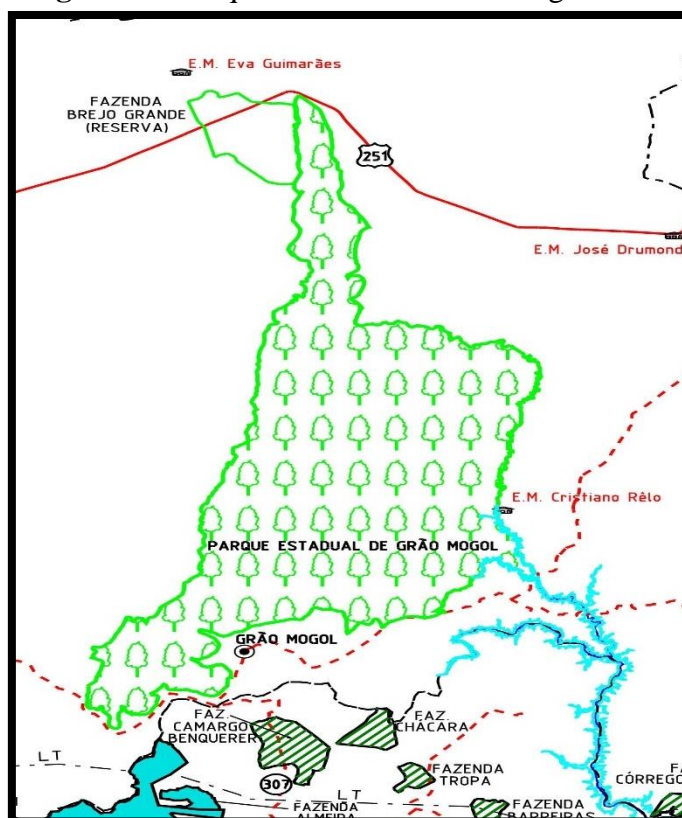 E.M. Eva Guimarães
FAZENDA
BREJO GRANDE
(RESERVA)
251
E.M. José Drumond
E.M. Cristiano Rêlo
PARQUE ESTADUAL DE GRÃO MOGOL
GRÃO MOGOL
FAZ.
CAMARGO
BENQUERER
FAZ.
CHÁCARA
LT
FAZENDA
TROPA
307
LT
CÓRREGO
FAZENDA
FAZENDA